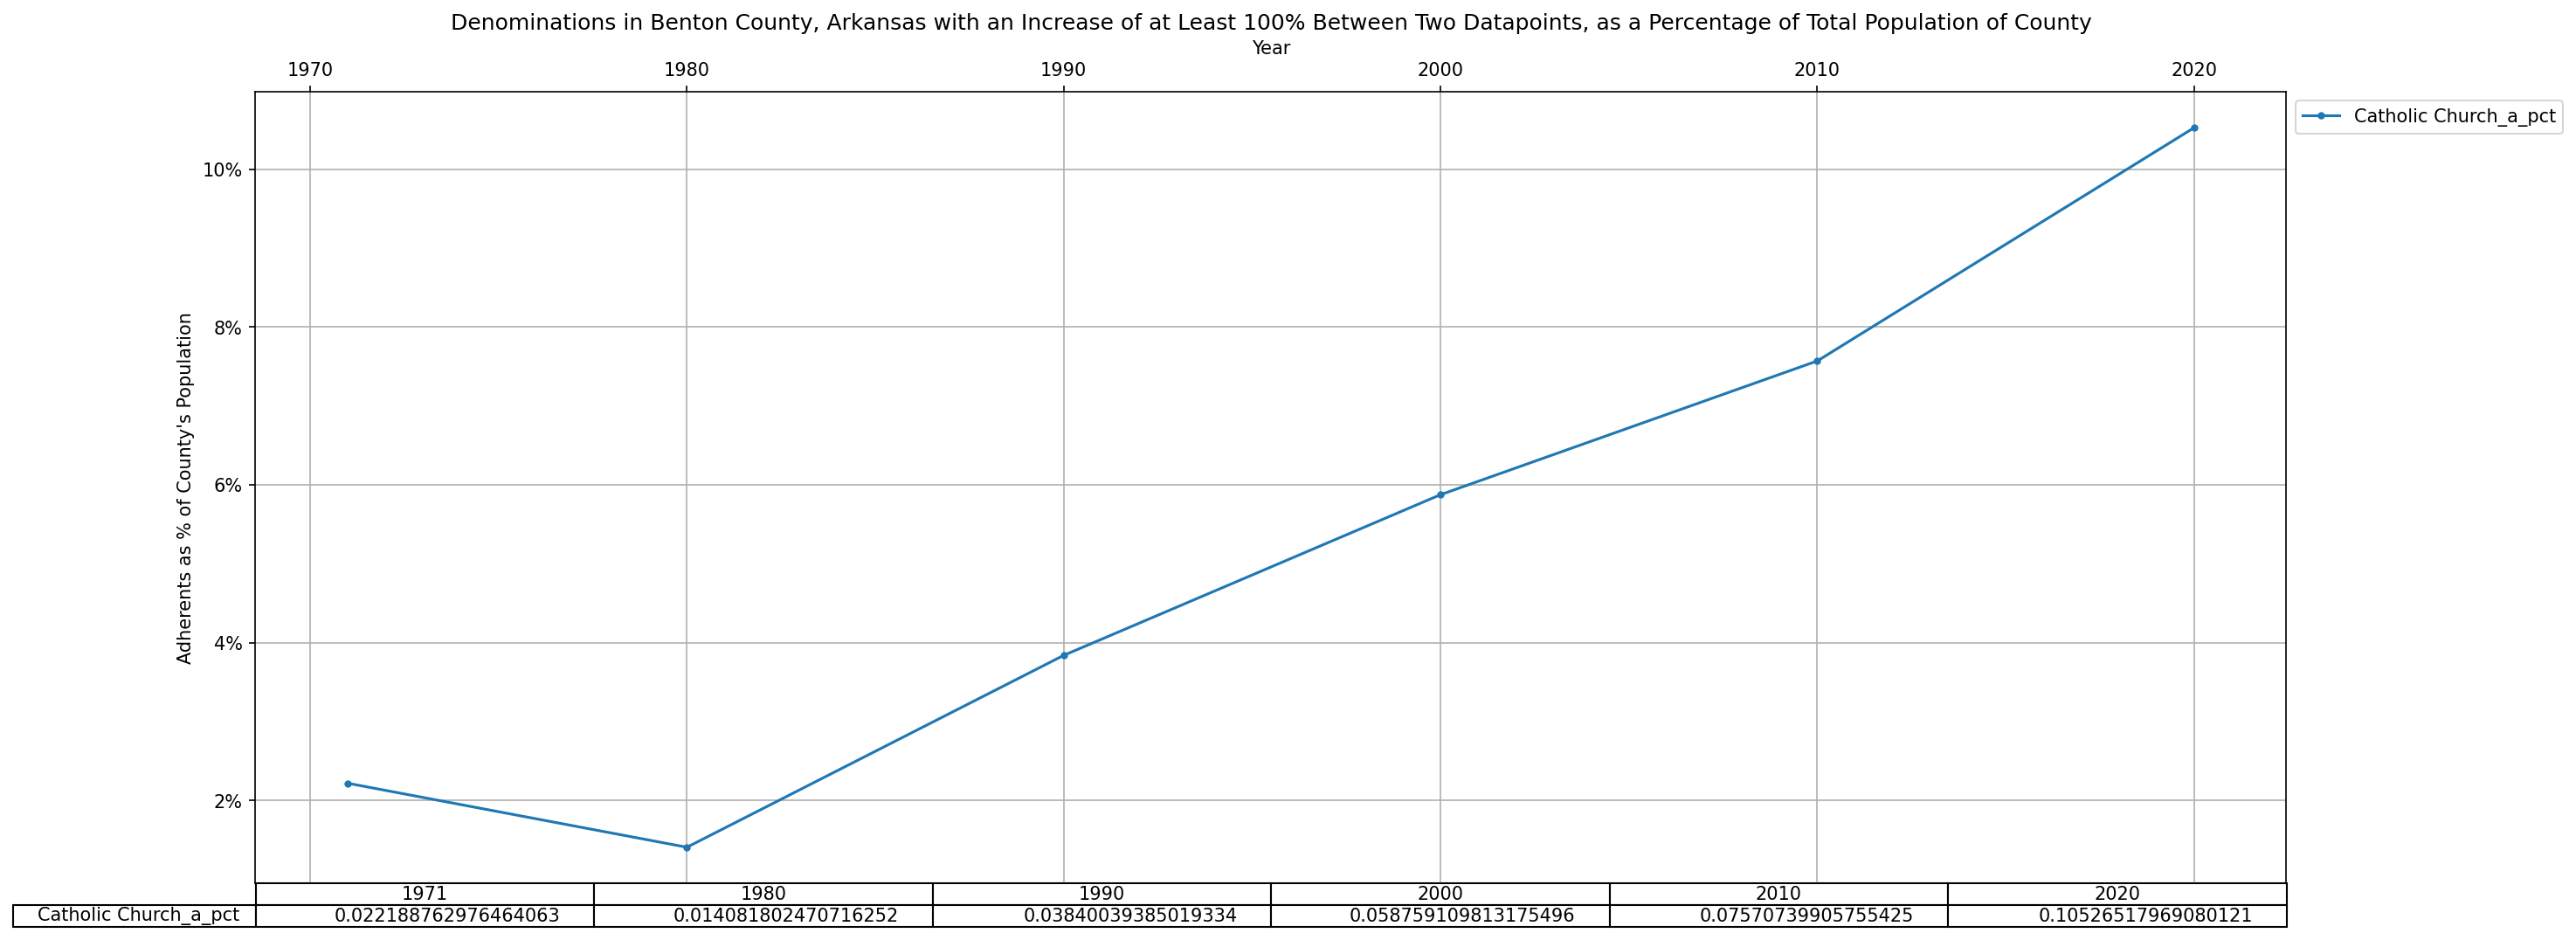 Denominations in Benton County, Arkansas with an Increase of at Least 100% Between Two Datapoints, as a Percentage of Total Population of County
Year
1970 1980 1990 2000 2010 2020
Catholic Church_a_pct
Adherents as % of County's Population
10%
8%
6%
4%
2%
1971 1980 1990 2000 2010 2020
Catholic Church_a_pct 0.022188762976464063 0.014081802470716252 0.03840039385019334 0.058759109813175496 0.07570739905755425 0.10526517969080121